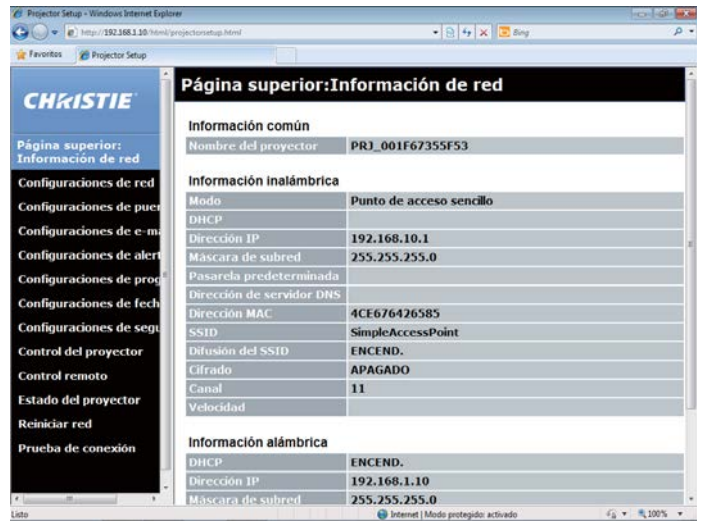 Projector Setup - Windows Internet Explorer
http://192.168.1.10/html/projectorsetup.html
Bing
Favoritos
Projector Setup
CHRISTIE
Página superior:
Información de red
Configuraciones de red
Configuraciones de puer
Configuraciones de e-ma
Configuraciones de alert
Configuraciones de prog
Configuraciones de fech
Configuraciones de segu
Control del proyector
Control remoto
Estado del proyector
Reiniciar red
Prueba de conexión
Página superior:Información de red
Información común
Nombre del proyector PRJ_001F67355F53
Información inalámbrica
Modo Punto de acceso sencillo
DHCP
Dirección IP 192.168.10.1
Máscara de subred 255.255.255.0
Pasarela predeterminada
Dirección de servidor DNS
Dirección MAC 4CE676426585
SSID SimpleAccessPoint
Difusión del SSID ENCEND.
Cifrado APAGADO
Canal 11
Velocidad
Información alámbrica
DHCP ENCEND.
Dirección IP 192.168.1.10
Máscara de subred 255.255.255.0
Listo
Internet | Modo protegido: activado
100%